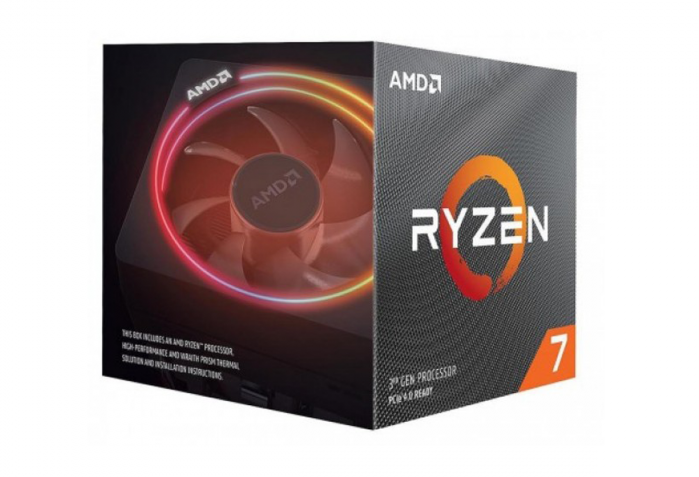 AMD
AMD
THIS BOX INCLUDES AN AMD RYZEN™ PROCESSOR,
HIGH-PERFORMANCE AMD WRAITH PRISM THERMAL
SOLUTION AND INSTALLATION INSTRUCTIONS.
AMD
RYZEN
7
3rd GEN PROCESSOR
PCIe 4.0 READY